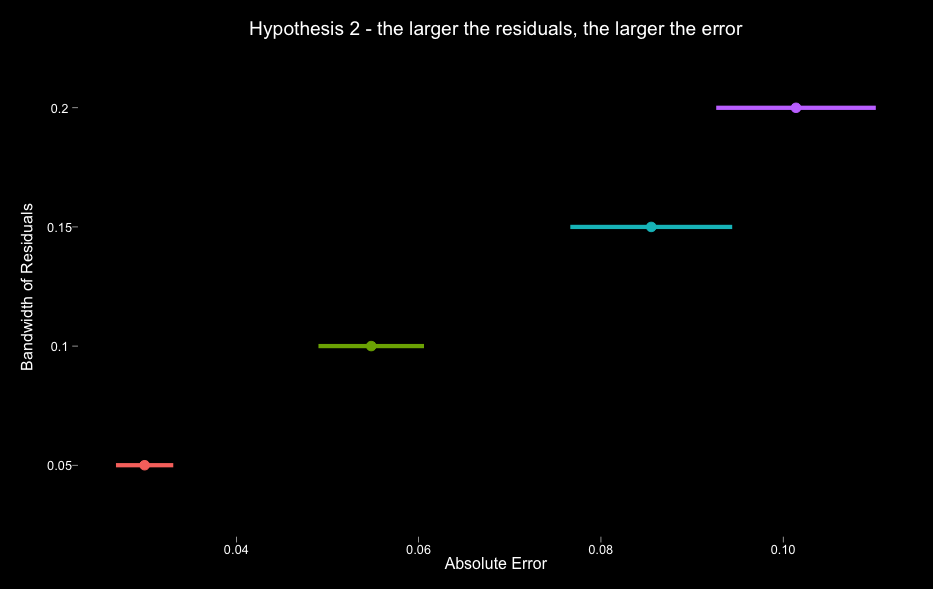 Hypothesis 2 - the larger the residuals, the larger the error
Bandwidth of Residuals
0.2
0.15
0.1
0.05
0.04
0.06
0.08
0.10
Absolute Error